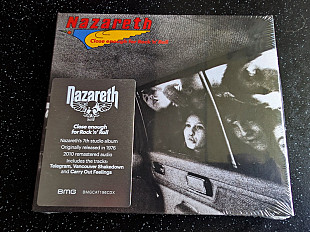 Nazareth
Close enough for Rock 'n' Roll
Nazareth
Close enough
for Rock 'n' Roll
Nazareth's 7th studio album
Originally released in 1976
2010 remastered audio
Includes the tracks:
Telegram, Vancouver Shakedown
and Carry Out Feelings
BMG